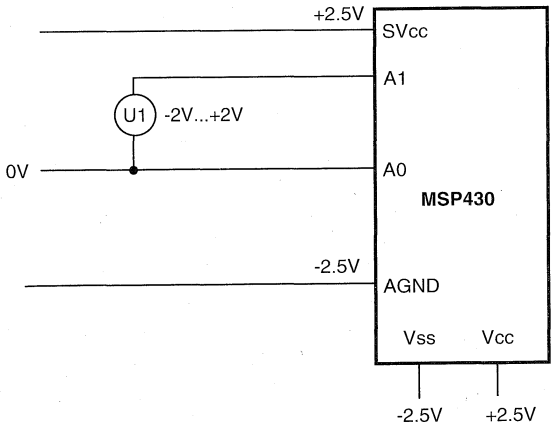 +2.5V
SVcc
A1
U1 -2V...+2V
0V
A0
MSP430
-2.5V
AGND
Vss Vcc
-2.5V +2.5V